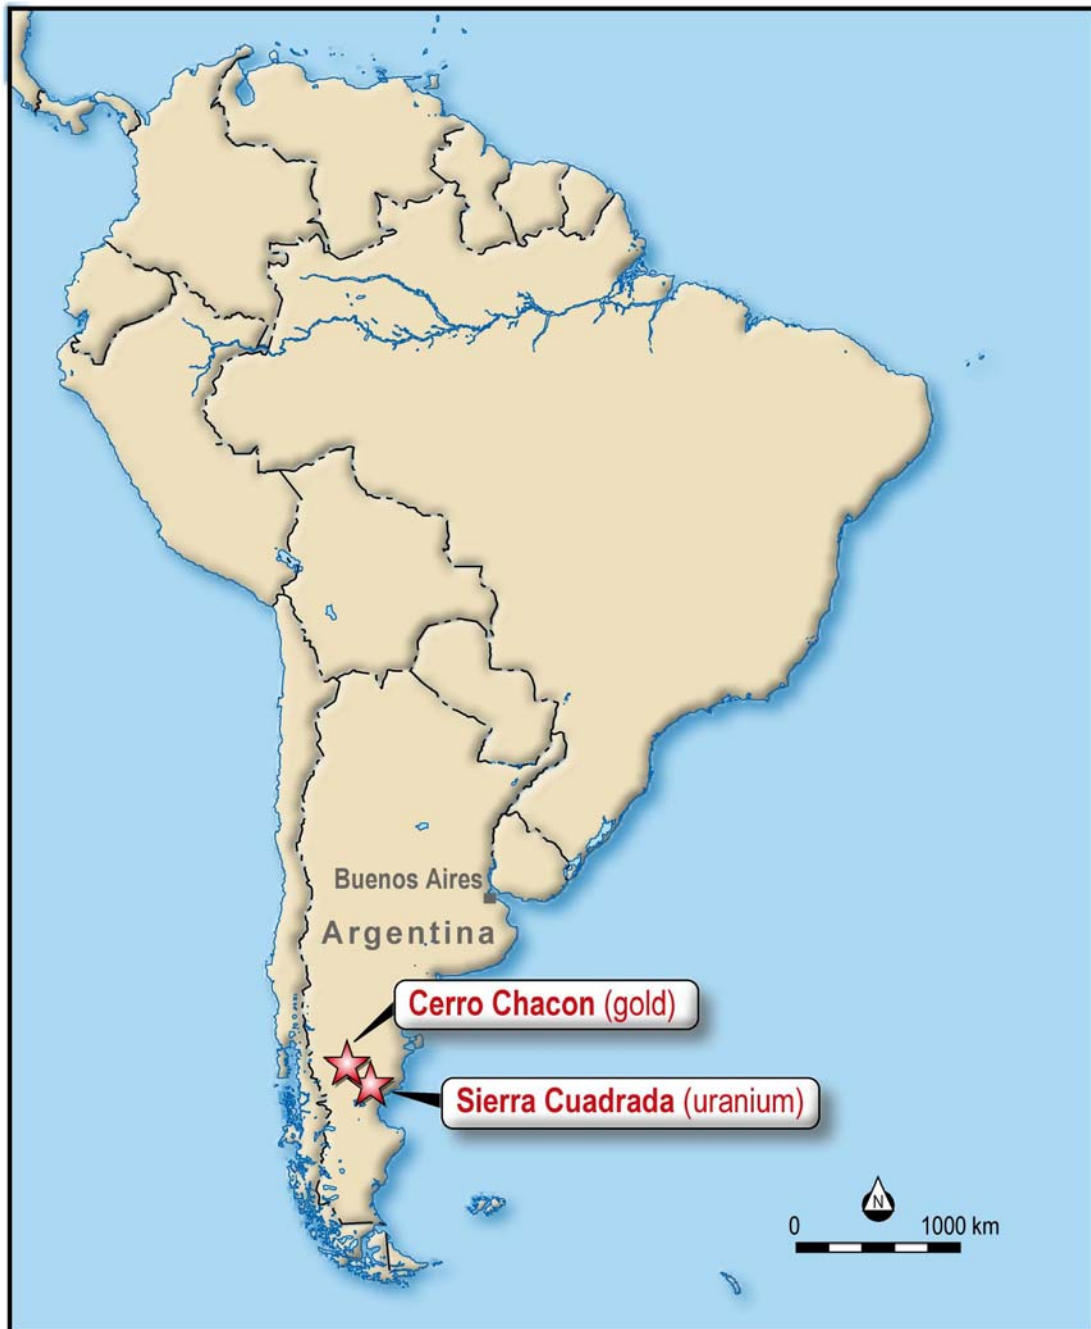 Buenos Aires
Argentina
Cerro Chacon (gold)
Sierra Cuadrada (uranium)
N
0 1000 km